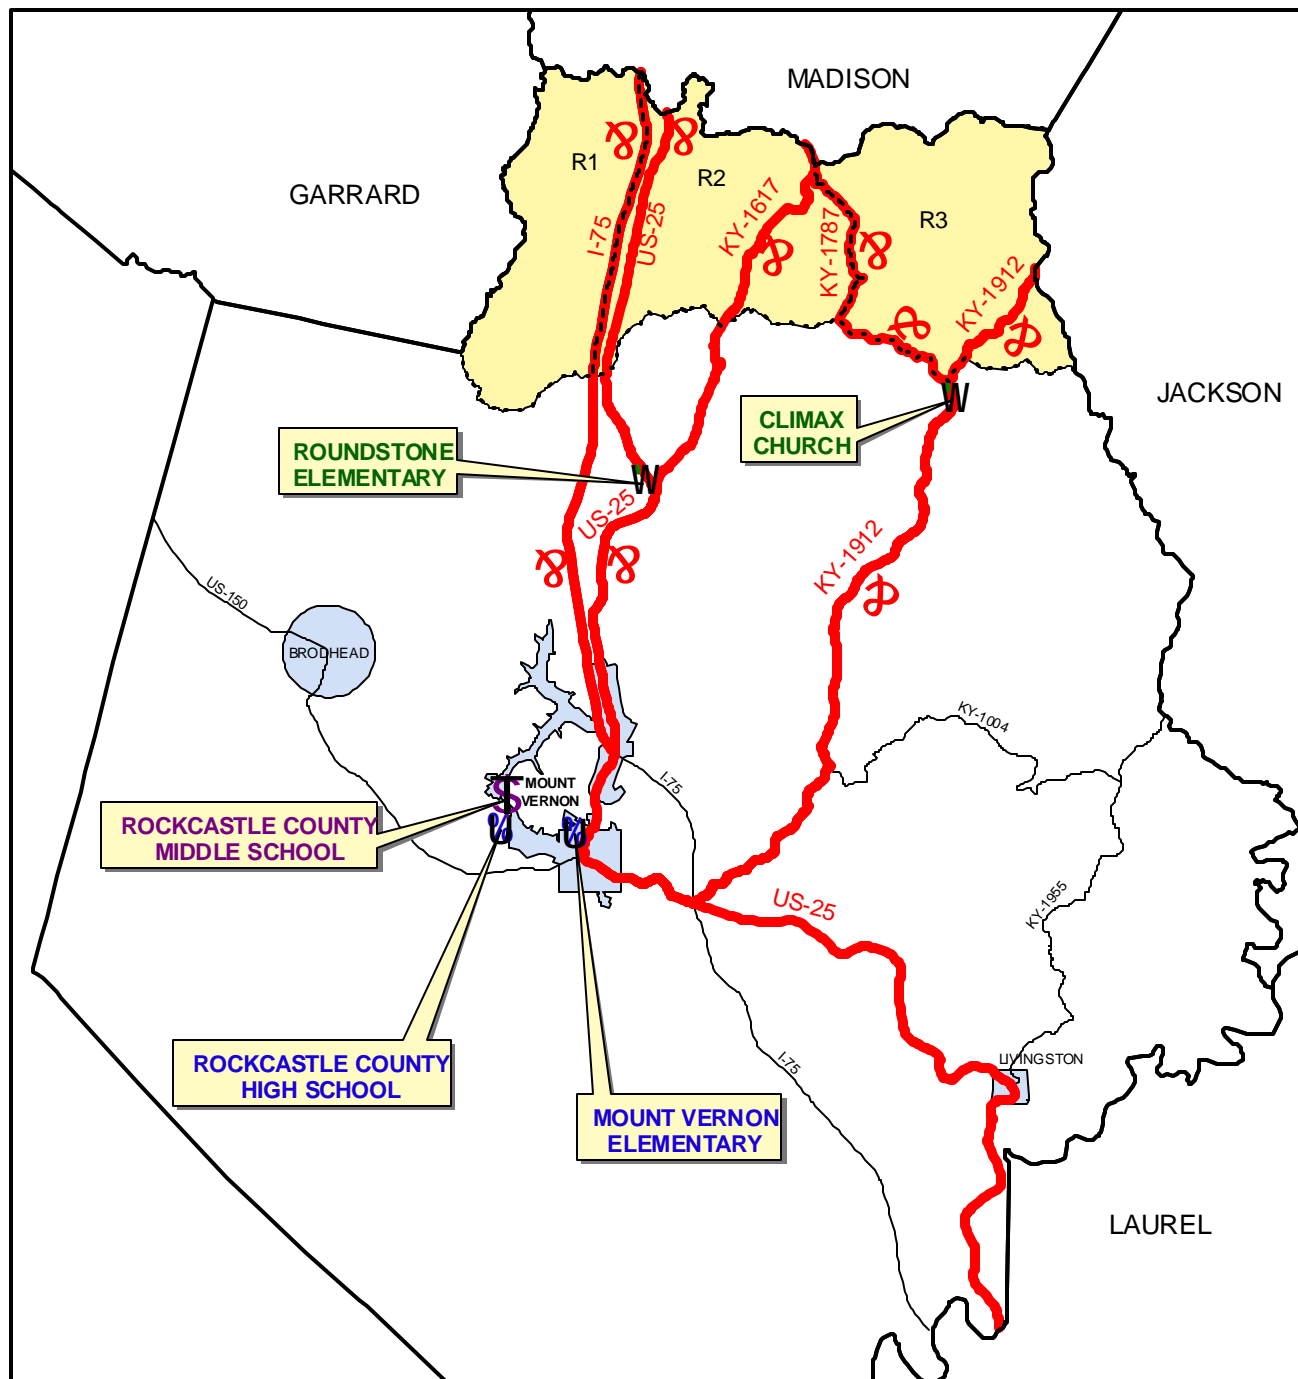 MADISON
GARRARD
R1
R2
R3
I-75
US-25
KY-1617
KY-1787
KY-1912
JACKSON
CLIMAX
CHURCH
W
ROUNDSTONE
ELEMENTARY
W
US-25
KY-1912
US-150
BRODHEAD
KY-1004
I-75
MOUNT
VERNON
T
S
ROCKCASTLE COUNTY
MIDDLE SCHOOL
%
U
%
U
US-25
KY-1955
ROCKCASTLE COUNTY
HIGH SCHOOL
I-75
LIVINGSTON
MOUNT VERNON
ELEMENTARY
LAUREL